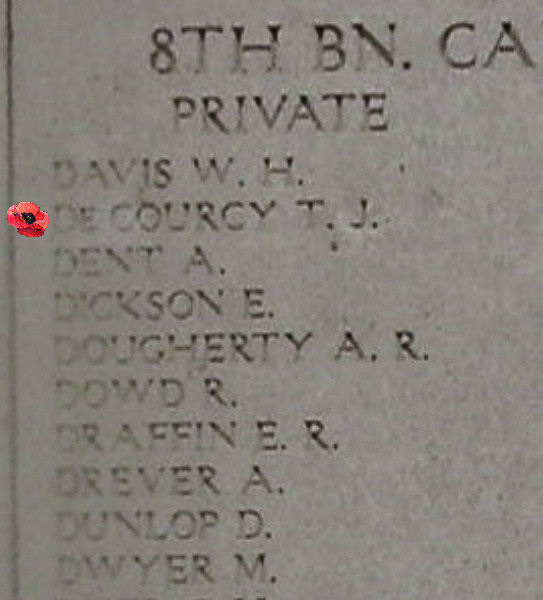 8TH BN. CA
PRIVATE
DAVIS W. H.
DE COURCY T. J.
DENT A.
DICKSON E.
DOUGHERTY A. R.
DOWD R.
DRAFFIN E. R.
DREVER A.
DUNLOP D.
DWYER M.